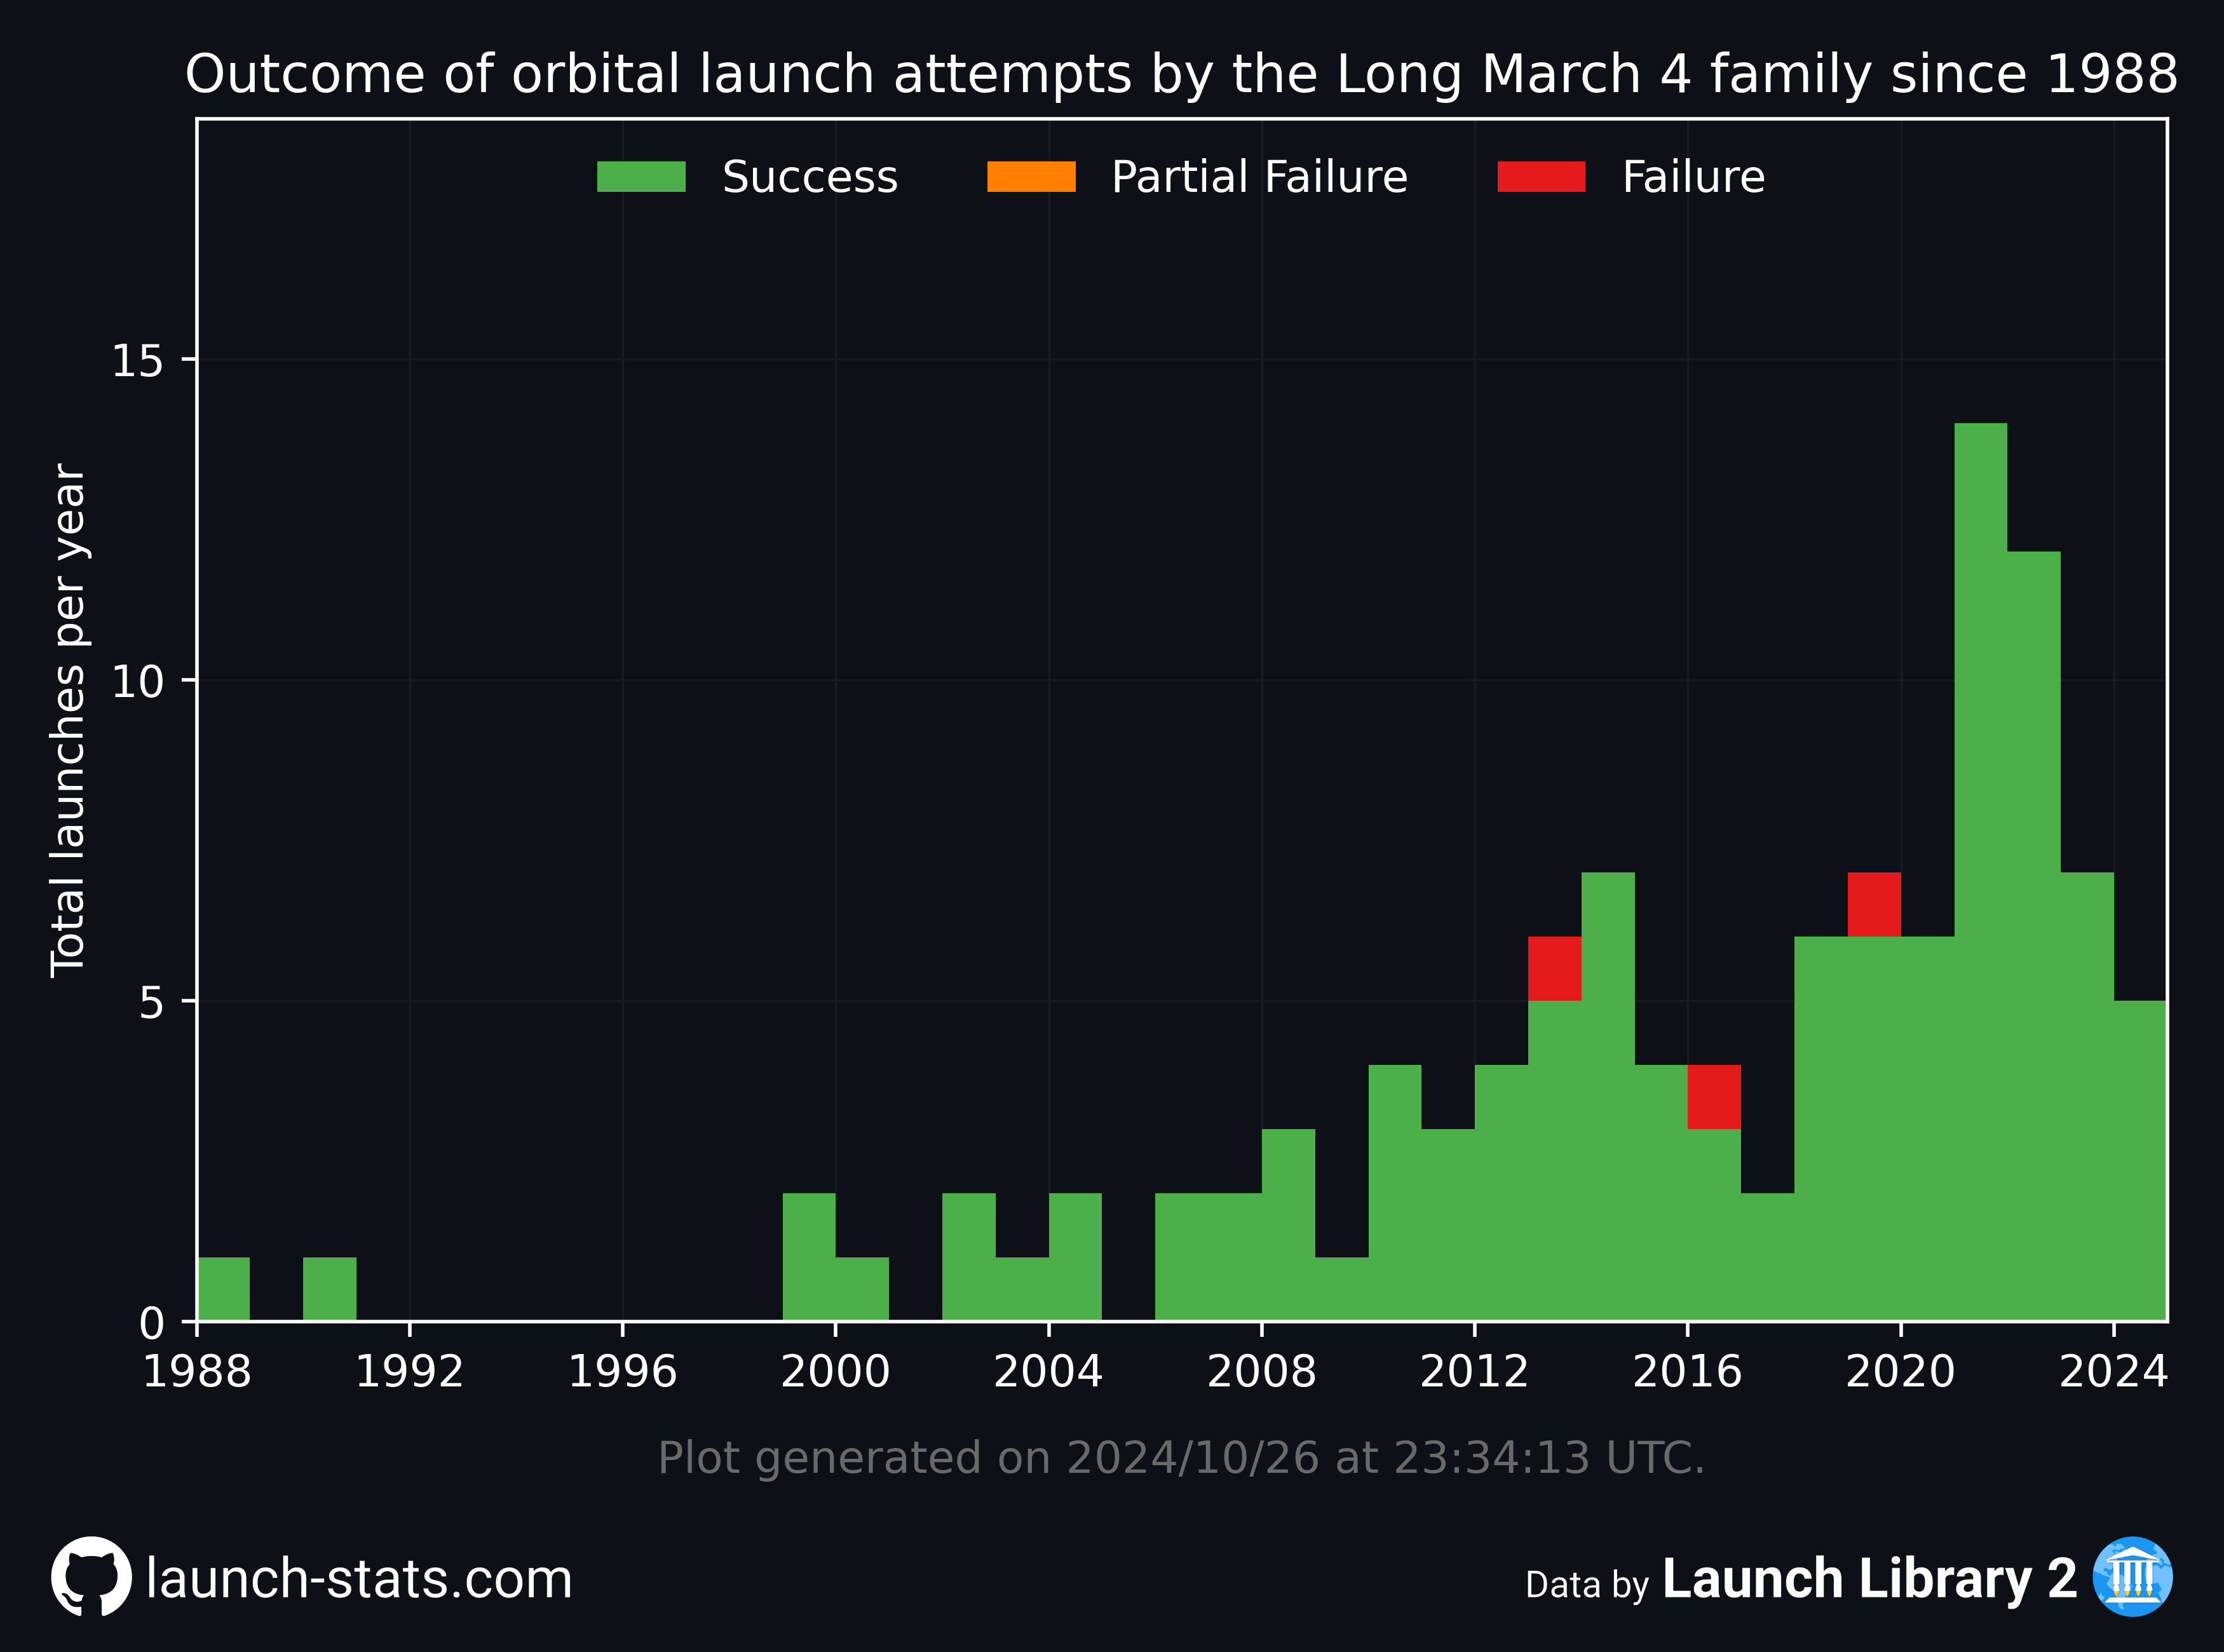 Outcome of orbital launch attempts by the Long March 4 family since 1988
Success Partial Failure Failure
Total launches per year
15
10
5
0
1988 1992 1996 2000 2004 2008 2012 2016 2020 2024
Plot generated on 2024/10/26 at 23:34:13 UTC.
launch-stats.com
Data by Launch Library 2